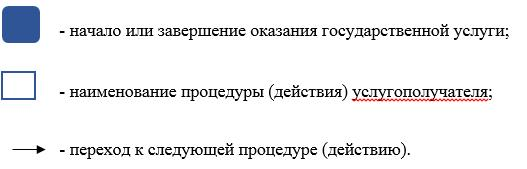 - начало или завершение оказания государственной услуги;
- наименование процедуры (действия) услугополучателя;
- переход к следующей процедуре (действию).